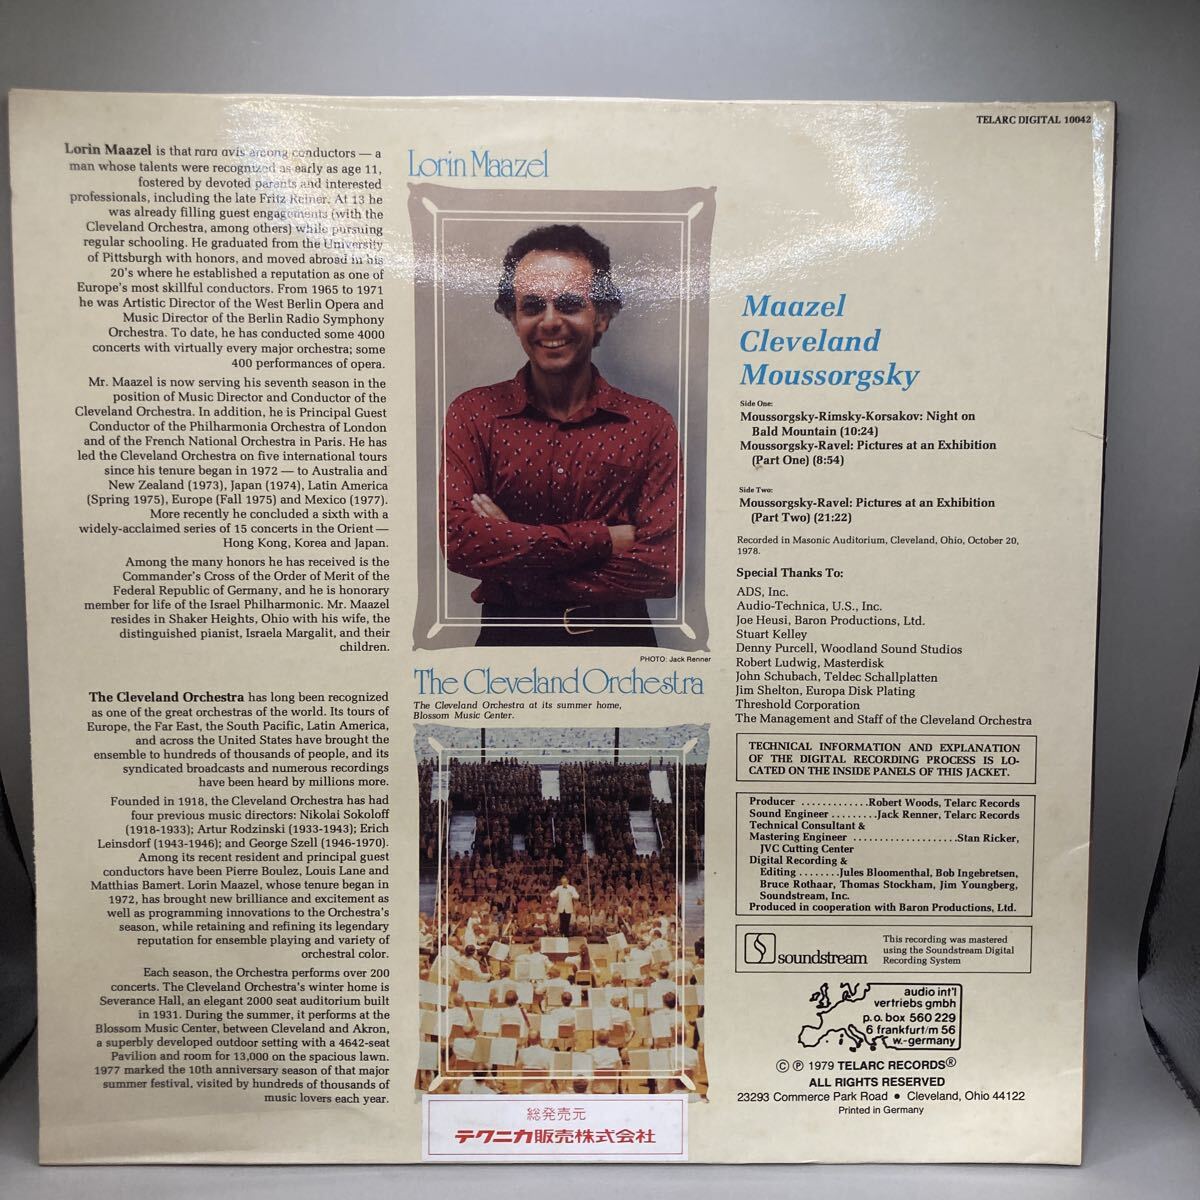 TELARC DIGITAL 10042
Lorin Maazel is that rara avis among conductors — a
man whose talents were recognized as early as age 11,
fostered by devoted parents and interested
professionals, including the late Fritz Reiner. At 13 he
was already filling guest engagements (with the
Cleveland Orchestra, among others) while pursuing
regular schooling. He graduated from the University
of Pittsburgh with honors, and moved abroad in his
20's where he established a reputation as one of
Europe's most skillful conductors. From 1965 to 1971
he was Artistic Director of the West Berlin Opera and
Music Director of the Berlin Radio Symphony
Orchestra. To date, he has conducted some 4000
concerts with virtually every major orchestra; some
400 performances of opera.
Mr. Maazel is now serving his seventh season in the
position of Music Director and Conductor of the
Cleveland Orchestra. In addition, he is Principal Guest
Conductor of the Philharmonia Orchestra of London
and of the French National Orchestra in Paris. He has
led the Cleveland Orchestra on five international tours
since his tenure began in 1972 — to Australia and
New Zealand (1973), Japan (1974), Latin America
(Spring 1975), Europe (Fall 1975) and Mexico (1977).
More recently he concluded a sixth with a
widely-acclaimed series of 15 concerts in the Orient —
Hong Kong, Korea and Japan.
Among the many honors he has received is the
Commander's Cross of the Order of Merit of the
Federal Republic of Germany, and he is honorary
member for life of the Israel Philharmonic. Mr. Maazel
resides in Shaker Heights, Ohio with his wife, the
distinguished pianist, Israela Margalit, and their
children.
The Cleveland Orchestra has long been recognized
as one of the great orchestras of the world. Its tours of
Europe, the Far East, the South Pacific, Latin America,
and across the United States have brought the
ensemble to hundreds of thousands of people, and its
syndicated broadcasts and numerous recordings
have been heard by millions more.
Founded in 1918, the Cleveland Orchestra has had
four previous music directors: Nikolai Sokoloff
(1918-1933); Artur Rodzinski (1933-1943); Erich
Leinsdorf (1943-1946); and George Szell (1946-1970).
Among its recent resident and principal guest
conductors have been Pierre Boulez, Louis Lane and
Matthias Bamert. Lorin Maazel, whose tenure began in
1972, has brought new brilliance and excitement as
well as programming innovations to the Orchestra's
season, while retaining and refining its legendary
reputation for ensemble playing and variety of
orchestral color.
Each season, the Orchestra performs over 200
concerts. The Cleveland Orchestra's winter home is
Severance Hall, an elegant 2000 seat auditorium built
in 1931. During the summer, it performs at the
Blossom Music Center, between Cleveland and Akron,
a superbly developed outdoor setting with a 4642-seat
Pavilion and room for 13,000 on the spacious lawn.
1977 marked the 10th anniversary season of that major
summer festival, visited by hundreds of thousands of
music lovers each year.
Lorin Maazel
PHOTO: Jack Renner
The Cleveland Orchestra
The Cleveland Orchestra at its summer home,
Blossom Music Center.
総発売元
テクニカ販売株式会社
Maazel
Cleveland
Moussorgsky
Side One:
Moussorgsky-Rimsky-Korsakov: Night on
Bald Mountain (10:24)
Moussorgsky-Ravel: Pictures at an Exhibition
(Part One) (8:54)
Side Two:
Moussorgsky-Ravel: Pictures at an Exhibition
(Part Two) (21:22)
Recorded in Masonic Auditorium, Cleveland, Ohio, October 20,
1978.
Special Thanks To:
ADS, Inc.
Audio-Technica, U.S., Inc.
Joe Heusi, Baron Productions, Ltd.
Stuart Kelley
Denny Purcell, Woodland Sound Studios
Robert Ludwig, Masterdisk
John Schubach, Teldec Schallplatten
Jim Shelton, Europa Disk Plating
Threshold Corporation
The Management and Staff of the Cleveland Orchestra
TECHNICAL INFORMATION AND EXPLANATION
OF THE DIGITAL RECORDING PROCESS IS LO-
CATED ON THE INSIDE PANELS OF THIS JACKET.
Producer .............Robert Woods, Telarc Records
Sound Engineer .........Jack Renner, Telarc Records
Technical Consultant &
Mastering Engineer ....................Stan Ricker,
JVC Cutting Center
Digital Recording &
Editing ........Jules Bloomenthal, Bob Ingebretsen,
Bruce Rothaar, Thomas Stockham, Jim Youngberg,
Soundstream, Inc.
Produced in cooperation with Baron Productions, Ltd.
soundstream
This recording was mastered
using the Soundstream Digital
Recording System
audio int'l
vertriebs gmbh
p.o. box 560 229
6 frankfurt/m 56
w.-germany
© ℗ 1979 TELARC RECORDS®
ALL RIGHTS RESERVED
23293 Commerce Park Road • Cleveland, Ohio 44122
Printed in Germany